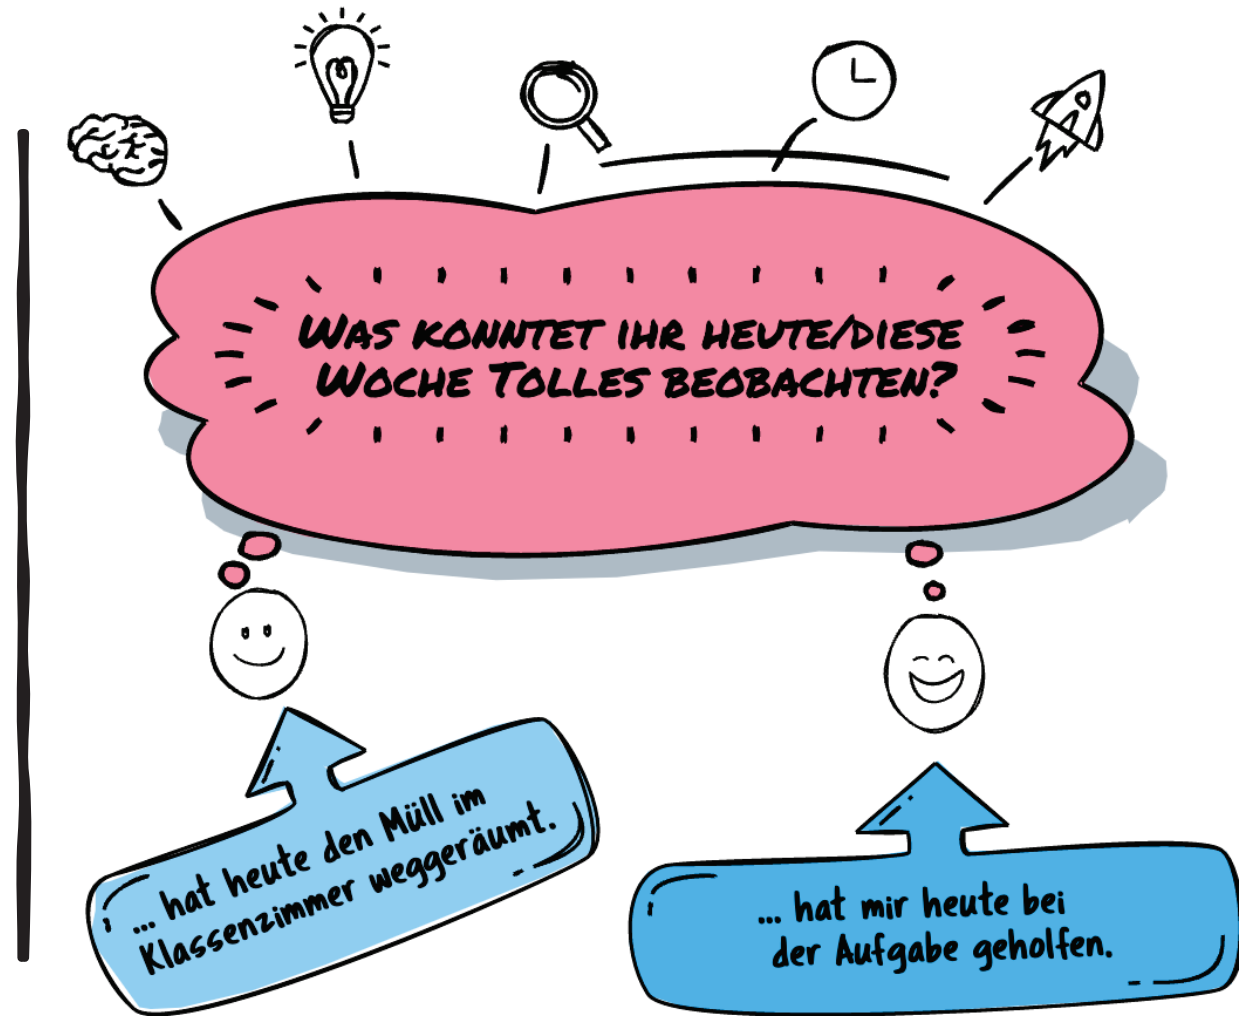 Was konntet ihr heute/diese
Woche Tolles beobachten?
... hat heute den Müll im
Klassenzimmer weggeräumt.
... hat mir heute bei
der Aufgabe geholfen.